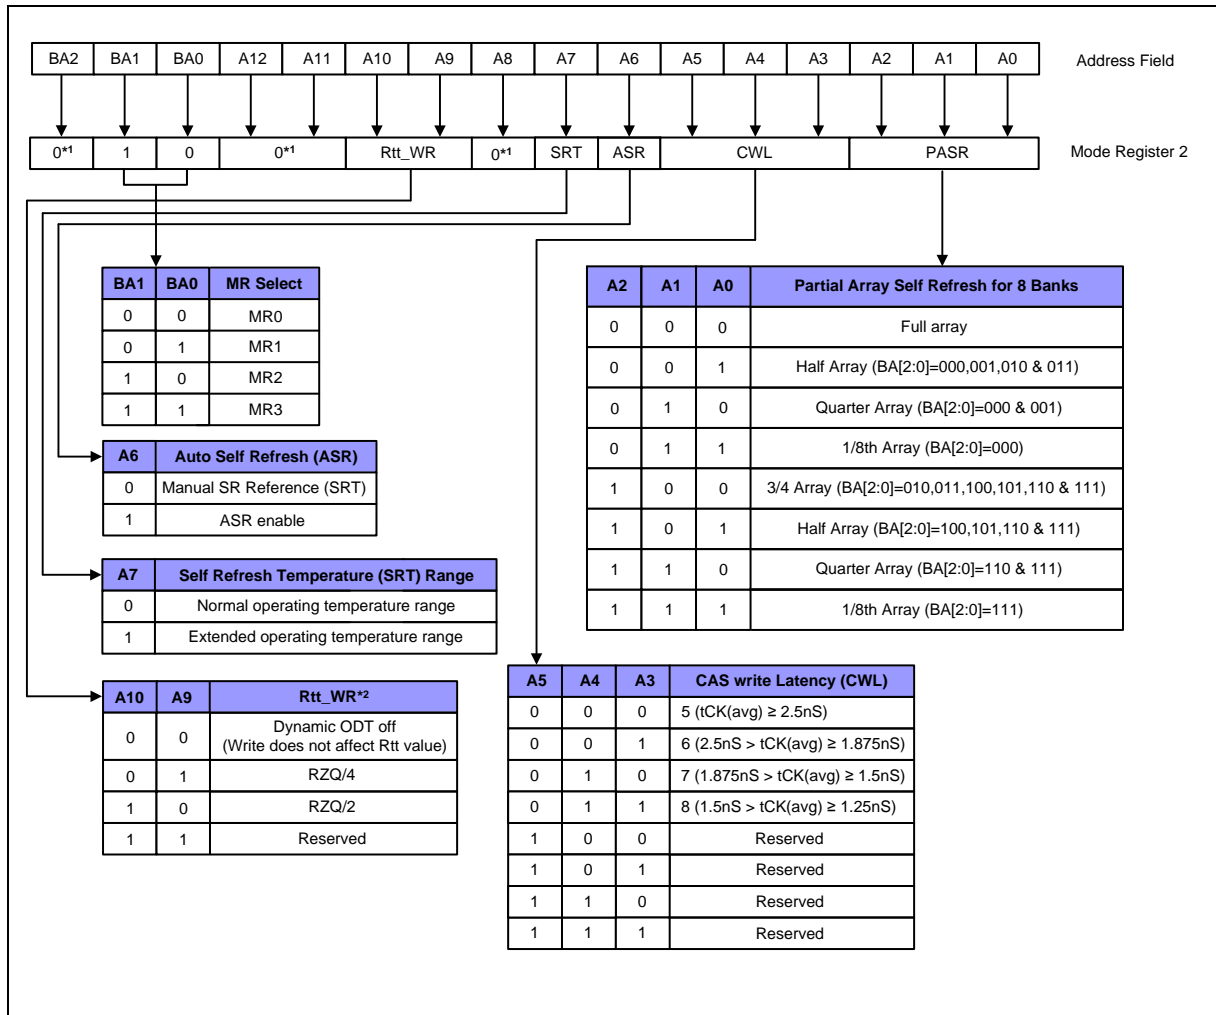 BA2 BA1 BA0 A12 A11 A10 A9 A8 A7 A6 A5 A4 A3 A2 A1 A0 Address Field
0*1 1 0 0*1 Rtt_WR 0*1 SRT ASR CWL PASR Mode Register 2
BA1 BA0 MR Select
0 0 MR0
0 1 MR1
1 0 MR2
1 1 MR3
A6 Auto Self Refresh (ASR)
0 Manual SR Reference (SRT)
1 ASR enable
A7 Self Refresh Temperature (SRT) Range
0 Normal operating temperature range
1 Extended operating temperature range
A10 A9 Rtt_WR*2
0 0 Dynamic ODT off
(Write does not affect Rtt value)
0 1 RZQ/4
1 0 RZQ/2
1 1 Reserved
A2 A1 A0 Partial Array Self Refresh for 8 Banks
0 0 0 Full array
0 0 1 Half Array (BA[2:0]=000,001,010 & 011)
0 1 0 Quarter Array (BA[2:0]=000 & 001)
0 1 1 1/8th Array (BA[2:0]=000)
1 0 0 3/4 Array (BA[2:0]=010,011,100,101,110 & 111)
1 0 1 Half Array (BA[2:0]=100,101,110 & 111)
1 1 0 Quarter Array (BA[2:0]=110 & 111)
1 1 1 1/8th Array (BA[2:0]=111)
A5 A4 A3 CAS write Latency (CWL)
0 0 0 5 (tCK(avg) ≥ 2.5nS)
0 0 1 6 (2.5nS > tCK(avg) ≥ 1.875nS)
0 1 0 7 (1.875nS > tCK(avg) ≥ 1.5nS)
0 1 1 8 (1.5nS > tCK(avg) ≥ 1.25nS)
1 0 0 Reserved
1 0 1 Reserved
1 1 0 Reserved
1 1 1 Reserved